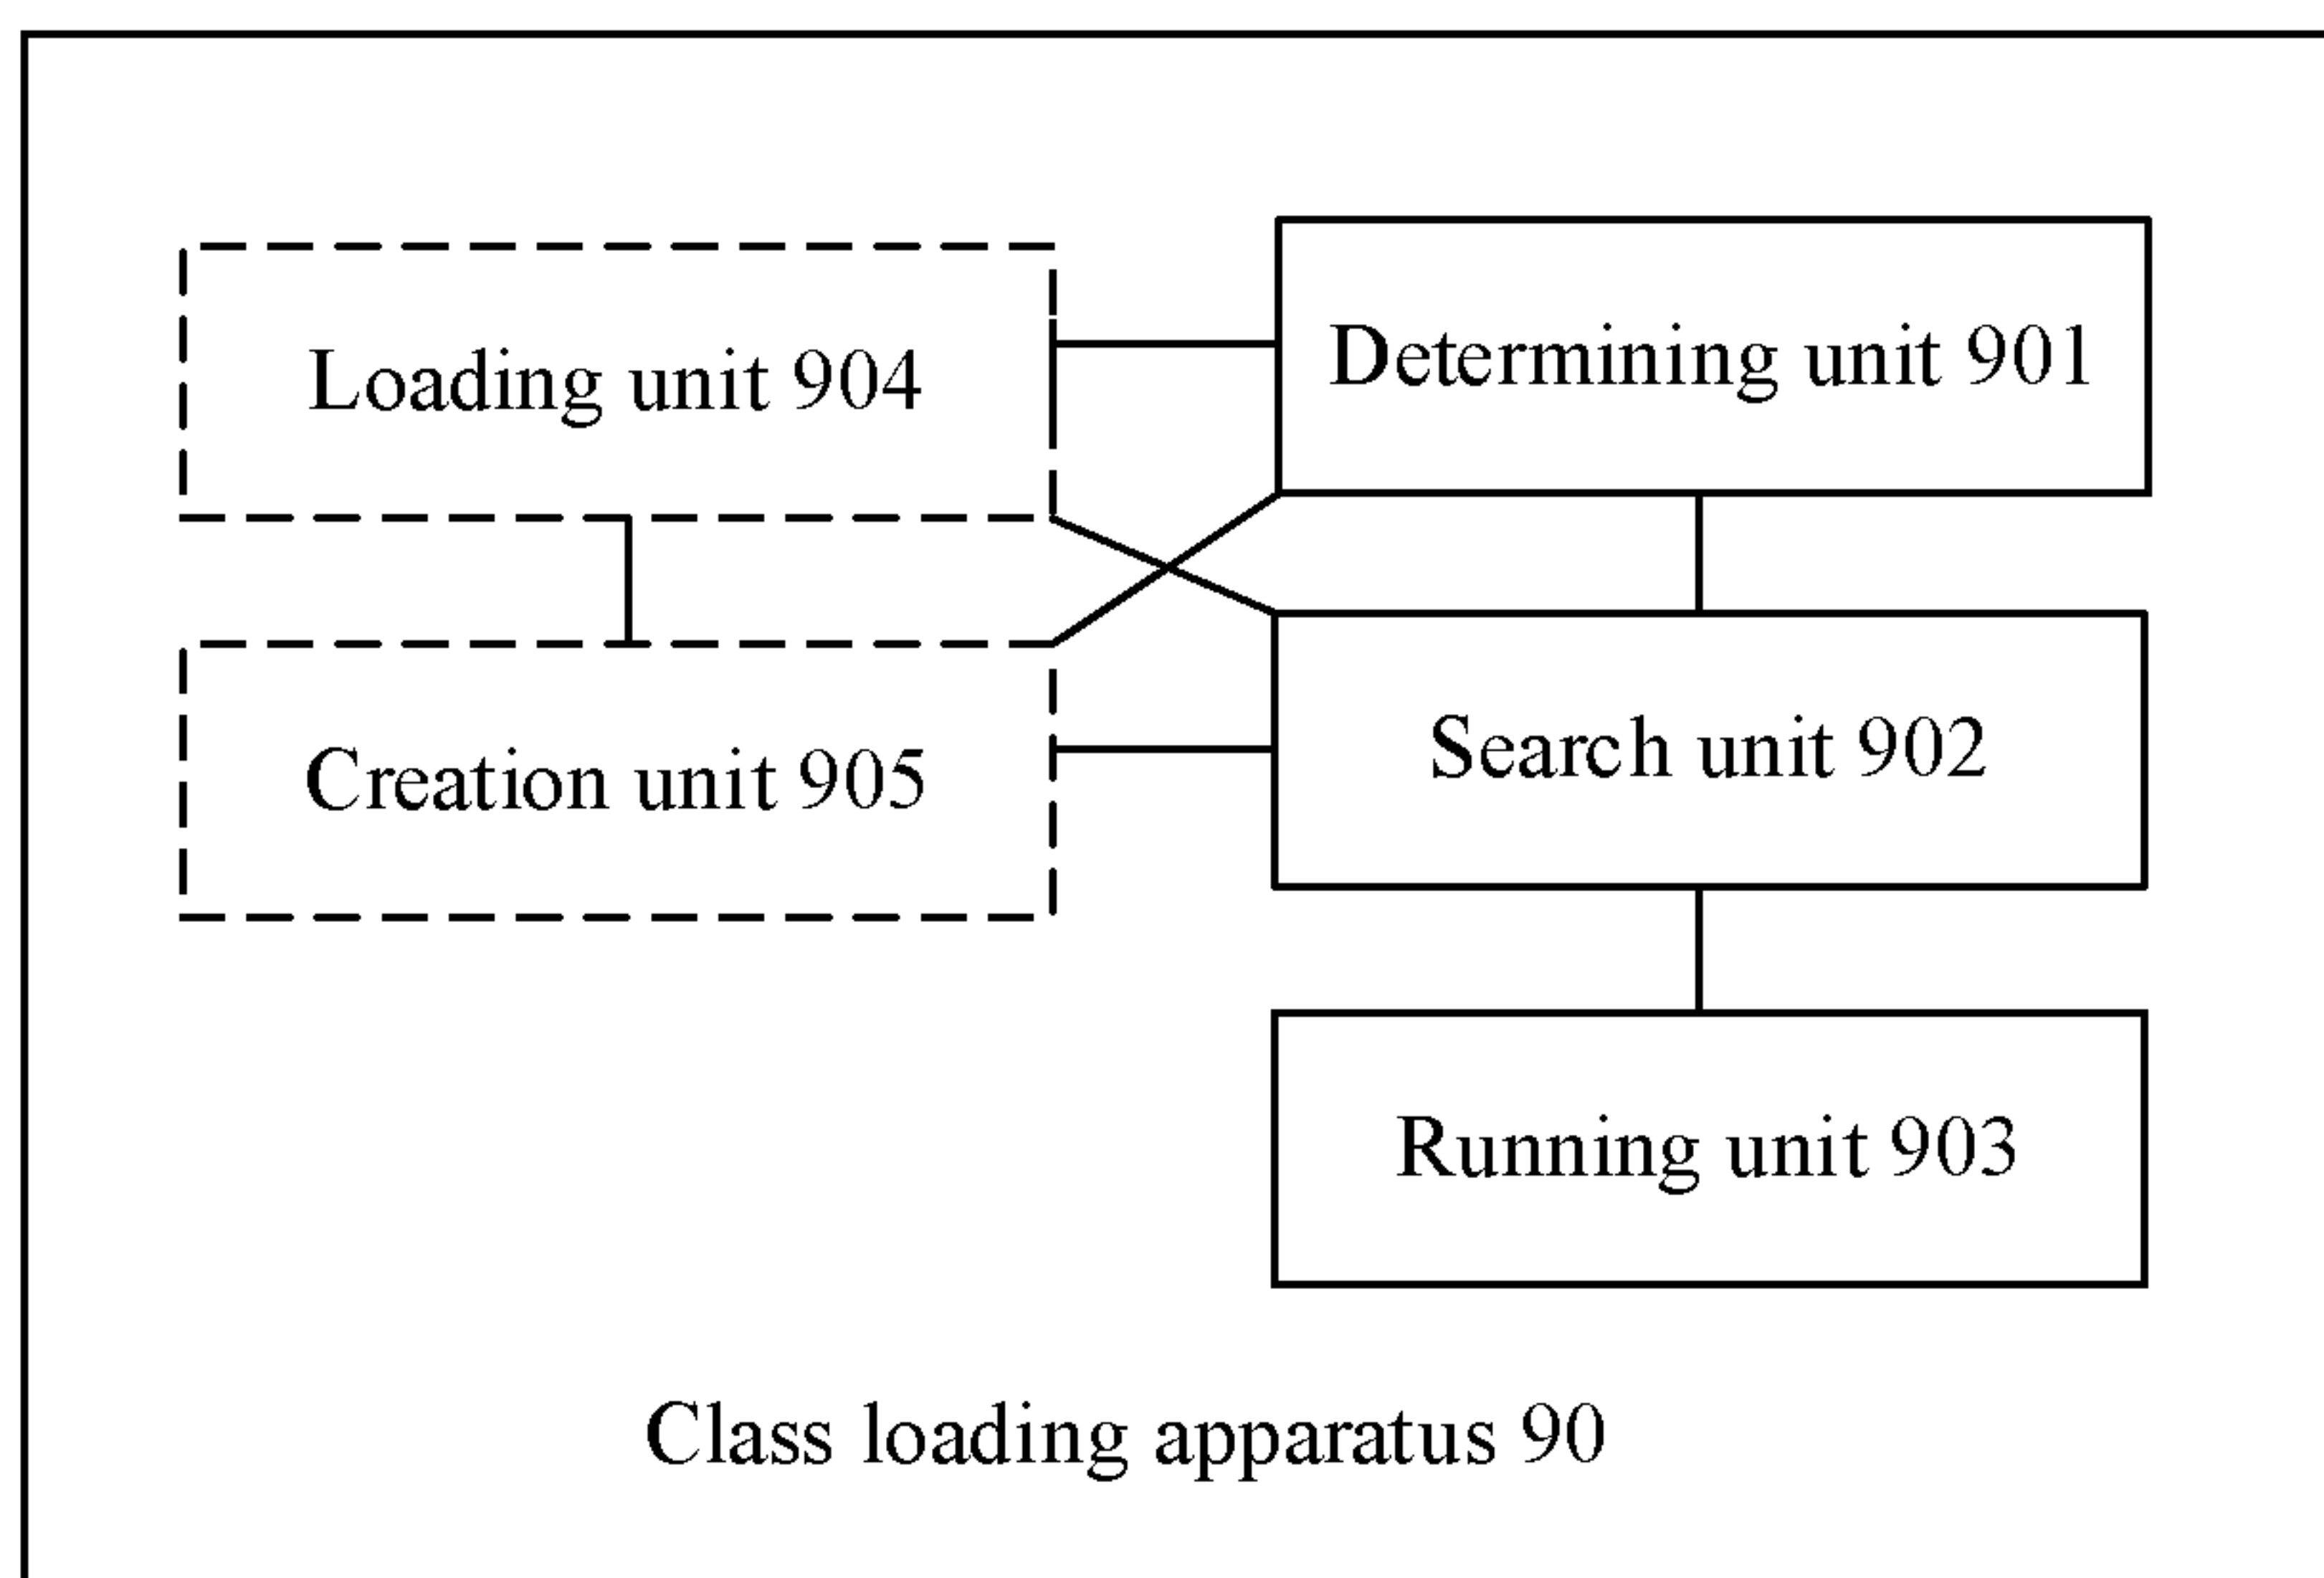 Loading unit 904
Determining unit 901
Creation unit 905
Search unit 902
Running unit 903
Class loading apparatus 90